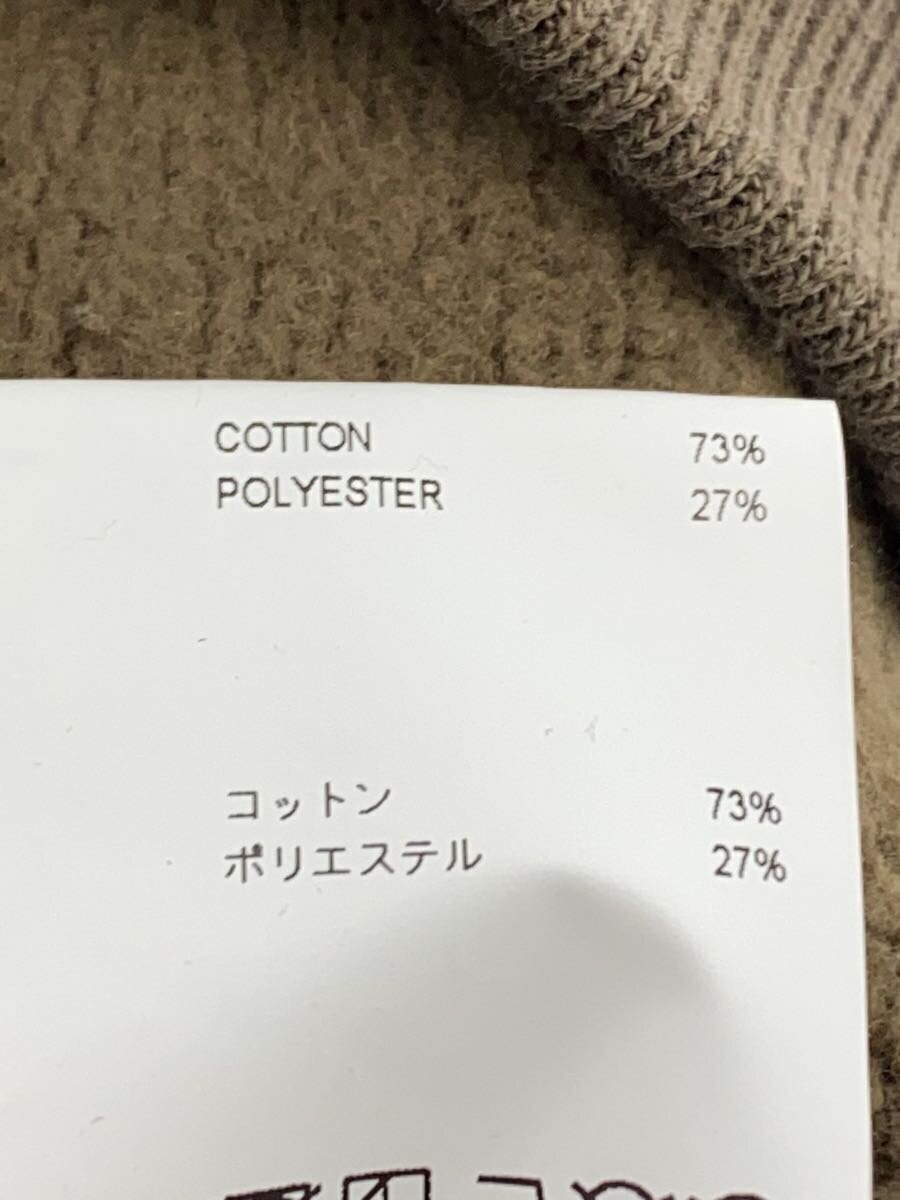 COTTON 73%
POLYESTER 27%
コットン 73%
ポリエステル 27%